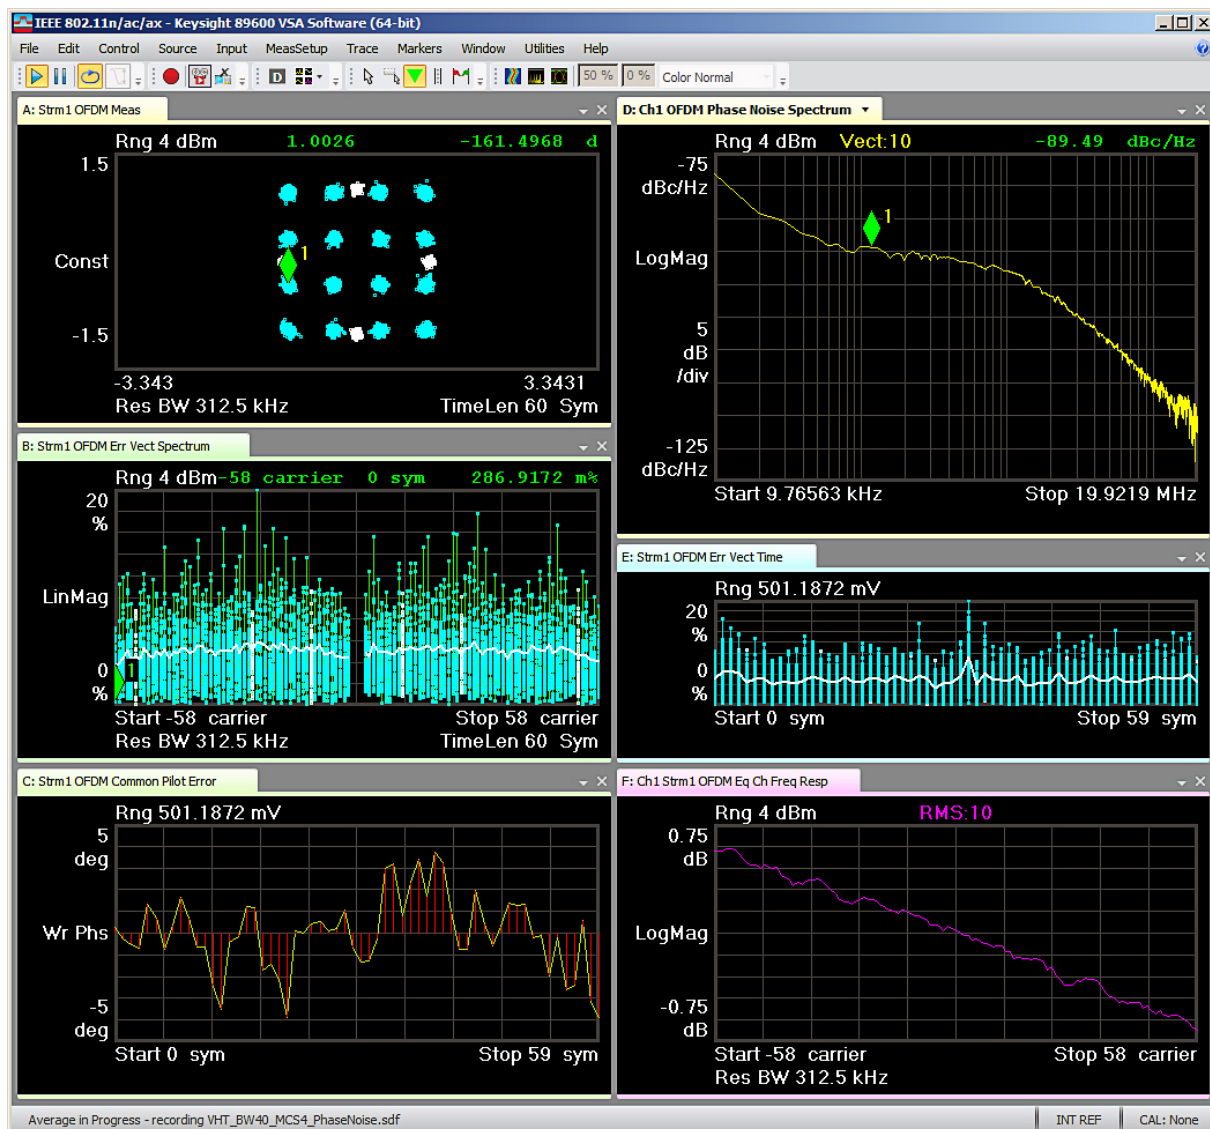 IEEE 802.11n/ac/ax - Keysight 89600 VSA Software (64-bit)
File Edit Control Source Input MeasSetup Trace Markers Window Utilities Help
D 50 % 0 % Color Normal
A: Strm1 OFDM Meas
Rng 4 dBm 1.0026 -161.4968 d
1.5
Const
1
-1.5
-3.343 3.3431
Res BW 312.5 kHz TimeLen 60 Sym
B: Strm1 OFDM Err Vect Spectrum
Rng 4 dBm -58 carrier 0 sym 286.9172 m%
20
%
LinMag
0
%
1
Start -58 carrier Stop 58 carrier
Res BW 312.5 kHz TimeLen 60 Sym
C: Strm1 OFDM Common Pilot Error
Rng 501.1872 mV
5
deg
Wr Phs
-5
deg
Start 0 sym Stop 59 sym
D: Ch1 OFDM Phase Noise Spectrum
Rng 4 dBm Vect:10 -89.49 dBc/Hz
-75
dBc/Hz
1
LogMag
5
dB
/div
-125
dBc/Hz
Start 9.76563 kHz Stop 19.9219 MHz
E: Strm1 OFDM Err Vect Time
Rng 501.1872 mV
20
%
0
%
Start 0 sym Stop 59 sym
F: Ch1 Strm1 OFDM Eq Ch Freq Resp
Rng 4 dBm RMS:10
0.75
dB
LogMag
-0.75
dB
Start -58 carrier Stop 58 carrier
Res BW 312.5 kHz
Average in Progress - recording VHT_BW40_MCS4_PhaseNoise.sdf INT REF CAL: None